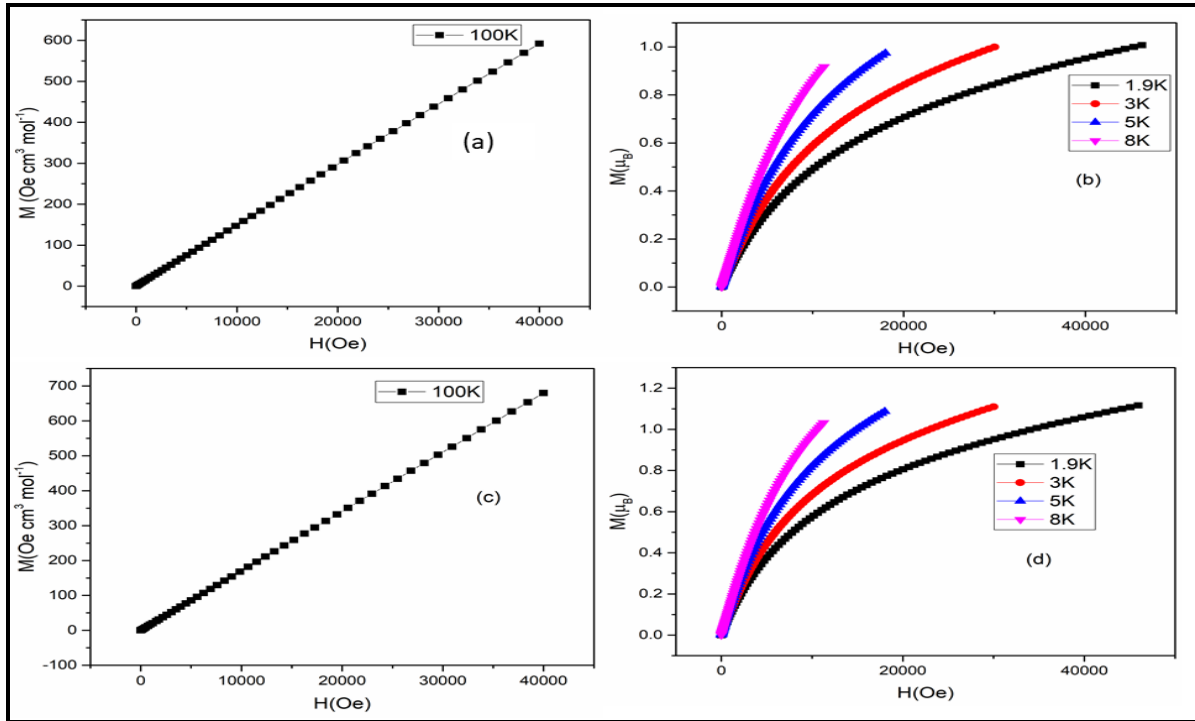 100K
600
500
400
300
200
100
0
M (Oe cm³ mol⁻¹)
(a)
0 10000 20000 30000 40000
H(Oe)
1.0
0.8
0.6
0.4
0.2
0.0
M(μ_B)
1.9K
3K
5K
8K
(b)
0 20000 40000
H(Oe)
100K
700
600
500
400
300
200
100
0
-100
M(Oe cm³ mol⁻¹)
(c)
0 10000 20000 30000 40000
H(Oe)
1.2
1.0
0.8
0.6
0.4
0.2
0.0
M(μ_B)
1.9K
3K
5K
8K
(d)
0 20000 40000
H(Oe)